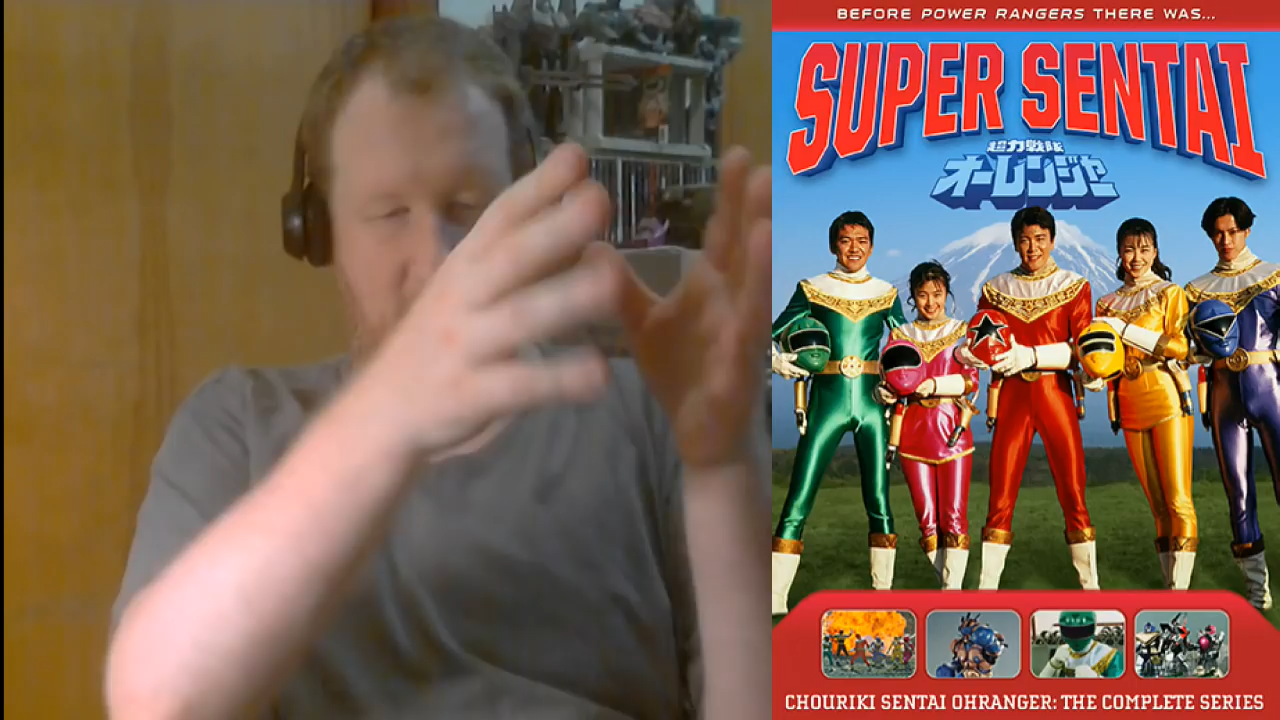 BEFORE POWER RANGERS THERE WAS...
SUPER SENTAI
超力戦隊
オーレンジャー
CHOURIKI SENTAI OHRANGER: THE COMPLETE SERIES